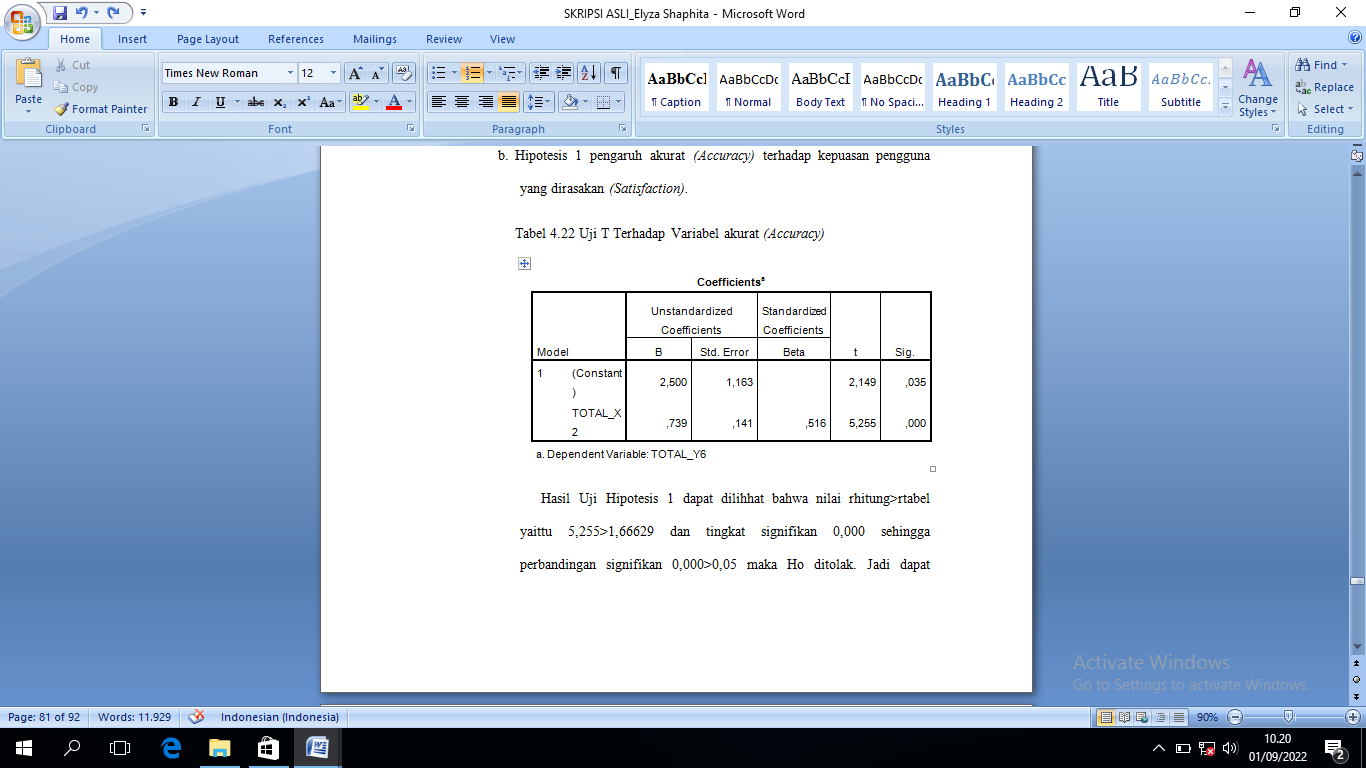 SKRIPSI ASLI_Elyza Shaphita - Microsoft Word
Home Insert Page Layout References Mailings Review View
Paste
Cut
Copy
Format Painter
Clipboard
Times New Roman 12
B I U abc x₂ x² Aa ab A
Font
Paragraph
AaBbCcI AaBbCcDc AaBbCcI AaBbCcDc AaBbC AaBbCc AaB AaBbCc.
¶ Caption ¶ Normal Body Text ¶ No Spaci... Heading 1 Heading 2 Title Subtitle
Change
Styles
Styles
Find
Replace
Select
Editing
b. Hipotesis 1 pengaruh akurat (Accuracy) terhadap kepuasan pengguna
yang dirasakan (Satisfaction).
Tabel 4.22 Uji T Terhadap Variabel akurat (Accuracy)
Coefficientsᵃ
Unstandardized Standardized
Coefficients Coefficients
Model B Std. Error Beta t Sig.
1 (Constant 2,500 1,163 2,149 ,035
)
TOTAL_X ,739 ,141 ,516 5,255 ,000
2
a. Dependent Variable: TOTAL_Y6
Hasil Uji Hipotesis 1 dapat dilihhat bahwa nilai rhitung>rtabel
yaittu 5,255>1,66629 dan tingkat signifikan 0,000 sehingga
perbandingan signifikan 0,000>0,05 maka Ho ditolak. Jadi dapat
Activate Windows
Go to Settings to activate Windows.
Page: 81 of 92 Words: 11.929 Indonesian (Indonesia) 90%
10.20
01/09/2022
2